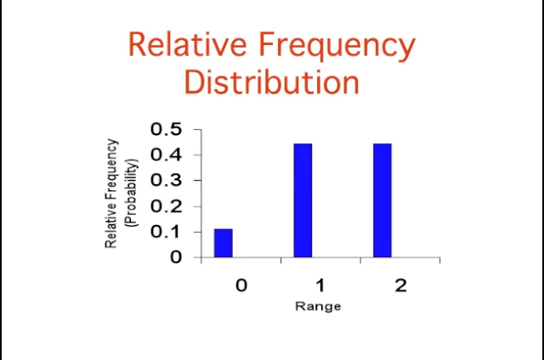 Relative Frequency
Distribution
Relative Frequency
(Probability)
0.5
0.4
0.3
0.2
0.1
0
0 1 2
Range